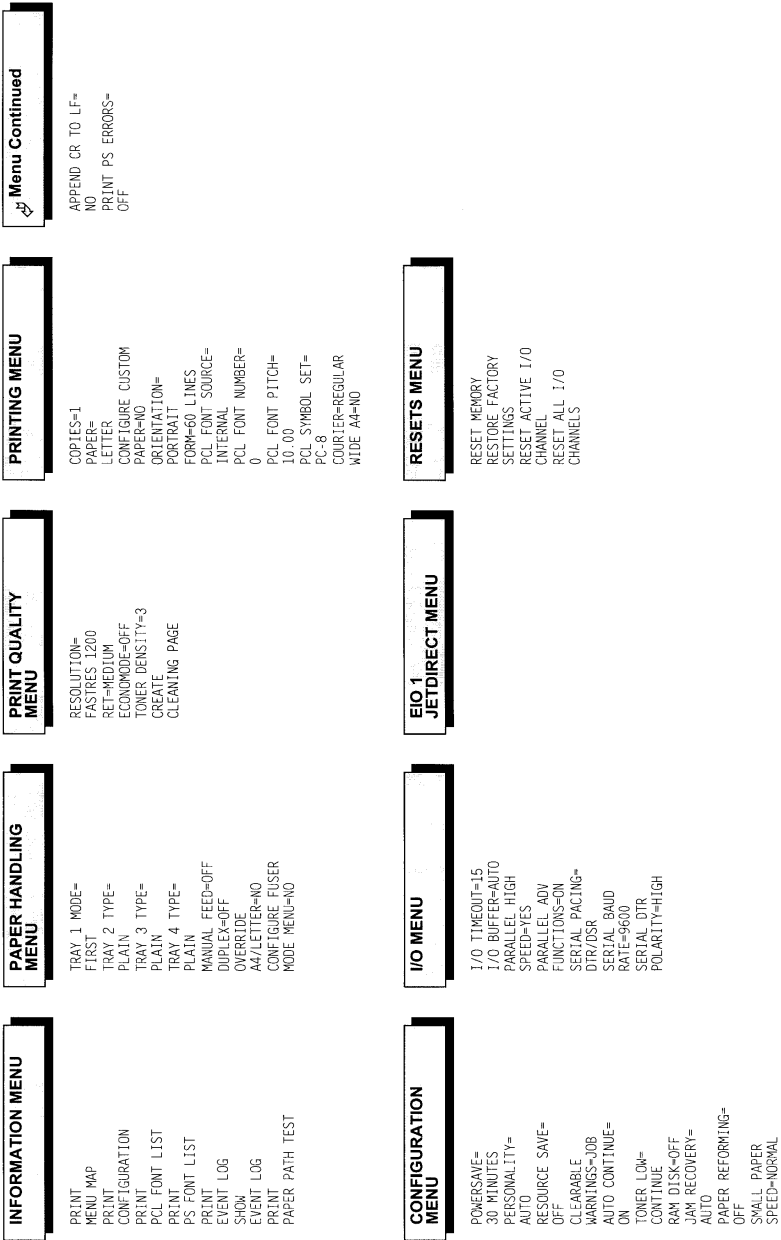 INFORMATION MENU
PRINT
MENU MAP
PRINT
CONFIGURATION
PRINT
PCL FONT LIST
PRINT
PS FONT LIST
PRINT
EVENT LOG
SHOW
EVENT LOG
PRINT
PAPER PATH TEST
PAPER HANDLING
MENU
TRAY 1 MODE=
FIRST
TRAY 2 TYPE=
PLAIN
TRAY 3 TYPE=
PLAIN
TRAY 4 TYPE=
PLAIN
MANUAL FEED=OFF
DUPLEX=OFF
OVERRIDE
A4/LETTER=NO
CONFIGURE FUSER
MODE MENU=NO
PRINT QUALITY
MENU
RESOLUTION=
FASTRES 1200
RET=MEDIUM
ECONOMODE=OFF
TONER DENSITY=3
CREATE
CLEANING PAGE
PRINTING MENU
COPIES=1
PAPER=
LETTER
CONFIGURE CUSTOM
PAPER=NO
ORIENTATION=
PORTRAIT
FORM=60 LINES
PCL FONT SOURCE=
INTERNAL
PCL FONT NUMBER=
0
PCL FONT PITCH=
10.00
PCL SYMBOL SET=
PC-8
COURIER=REGULAR
WIDE A4=NO
Menu Continued
APPEND CR TO LF=
NO
PRINT PS ERRORS=
OFF
CONFIGURATION
MENU
POWERSAVE=
30 MINUTES
PERSONALITY=
AUTO
RESOURCE SAVE=
OFF
CLEARABLE
WARNINGS=JOB
AUTO CONTINUE=
ON
TONER LOW=
CONTINUE
RAM DISK=OFF
JAM RECOVERY=
AUTO
PAPER REFORMING=
OFF
SMALL PAPER
SPEED=NORMAL
I/O MENU
I/O TIMEOUT=15
I/O BUFFER=AUTO
PARALLEL HIGH
SPEED=YES
PARALLEL ADV
FUNCTIONS=ON
SERIAL PACING=
DTR/DSR
SERIAL BAUD
RATE=9600
SERIAL DTR
POLARITY=HIGH
EIO 1
JETDIRECT MENU
RESETS MENU
RESET MEMORY
RESTORE FACTORY
SETTINGS
RESET ACTIVE I/O
CHANNEL
RESET ALL I/O
CHANNELS